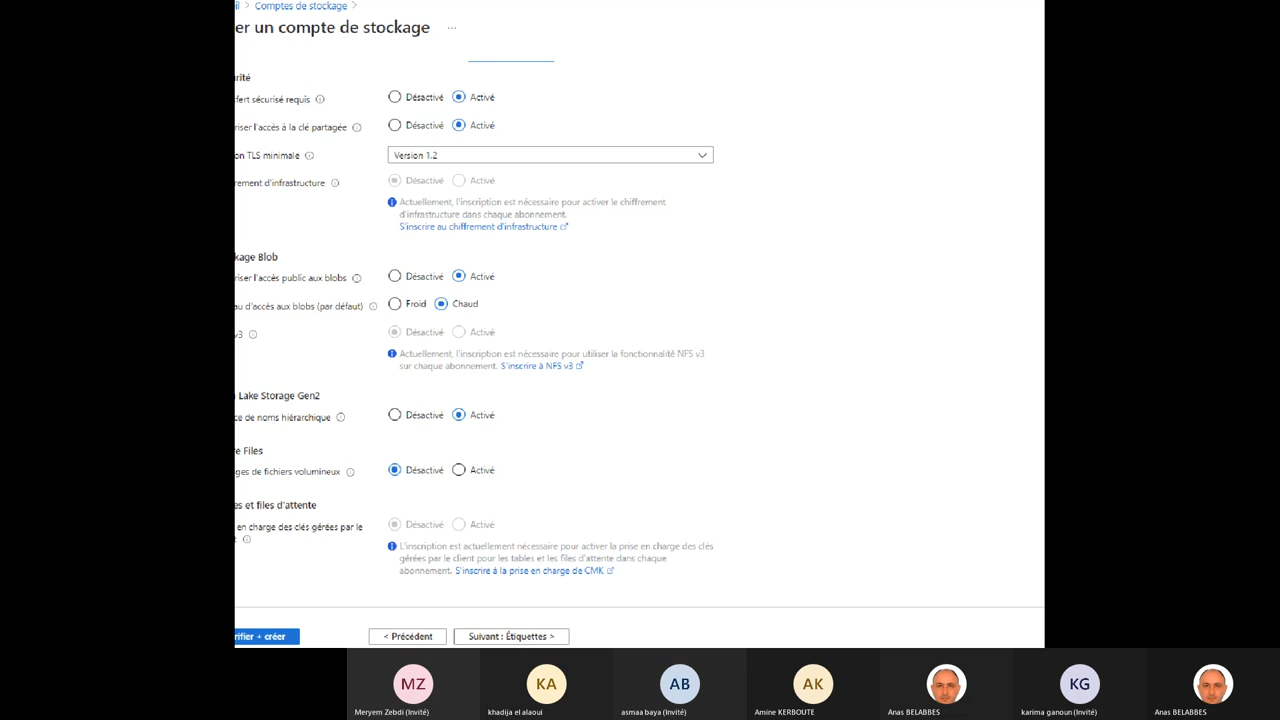 il > Comptes de stockage >
er un compte de stockage ...
urité
sfert sécurisé requis
Désactivé Activé
riser l'accès à la clé partagée
Désactivé Activé
on TLS minimale
Version 1.2
rement d'infrastructure
Désactivé Activé
Actuellement, l'inscription est nécessaire pour activer le chiffrement
d'infrastructure dans chaque abonnement.
S'inscrire au chiffrement d'infrastructure
kage Blob
riser l'accès public aux blobs
Désactivé Activé
au d'accès aux blobs (par défaut)
Froid Chaud
v3
Désactivé Activé
Actuellement, l'inscription est nécessaire pour utiliser la fonctionnalité NFS v3
sur chaque abonnement. S'inscrire à NFS v3
Lake Storage Gen2
ce de noms hiérarchique
Désactivé Activé
e Files
ges de fichiers volumineux
Désactivé Activé
es et files d'attente
en charge des clés gérées par le
t
Désactivé Activé
L'inscription est actuellement nécessaire pour activer la prise en charge des clés
gérées par le client pour les tables et les files d'attente dans chaque
abonnement. S'inscrire à la prise en charge de CMK
rifier + créer
< Précédent
Suivant : Étiquettes >
MZ KA AB AK KG
Meryem Zebdi (Invité) khadija el alaoui asmaa baya (Invité) Amine KERBOUTE Anas BELABBES karima ganoun (Invité) Anas BELABBES